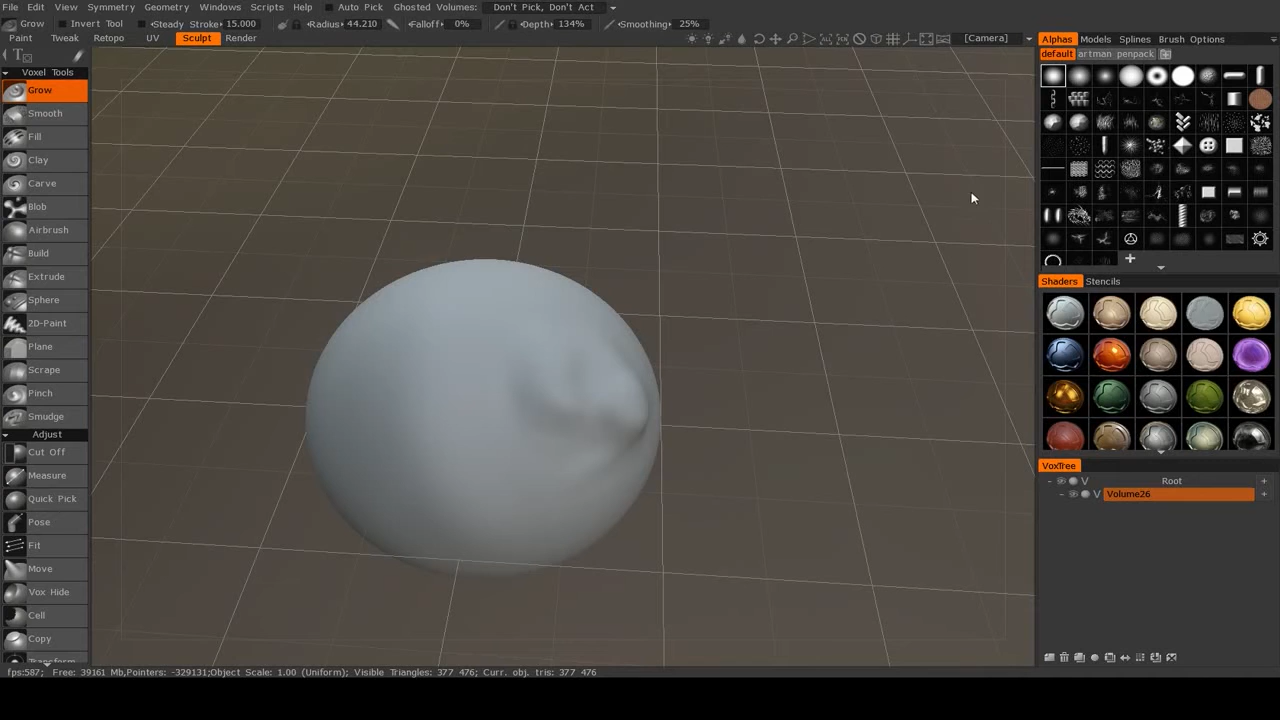 File Edit View Symmetry Geometry Windows Scripts Help Auto Pick Ghosted Volumes: Don't Pick, Don't Act
Grow Invert Tool Steady Stroke 15.000 Radius 44.210 Falloff 0% Depth 134% Smoothing 25%
Paint Tweak Retopo UV Sculpt Render [Camera]
Alphas Models Splines Brush Options
default artman penpack
Voxel Tools
Grow
Smooth
Fill
Clay
Carve
Blob
Airbrush
Build
Extrude
Sphere
2D-Paint
Plane
Scrape
Pinch
Smudge
Adjust
Cut Off
Measure
Quick Pick
Pose
Fit
Move
Vox Hide
Cell
Copy
Transform
Shaders Stencils
VoxTree
V Root
V Volume26
fps:587; Free: 39161 Mb,Pointers: -329131;Object Scale: 1.00 (Uniform); Visible Triangles: 377 476; Curr. obj. tris: 377 476